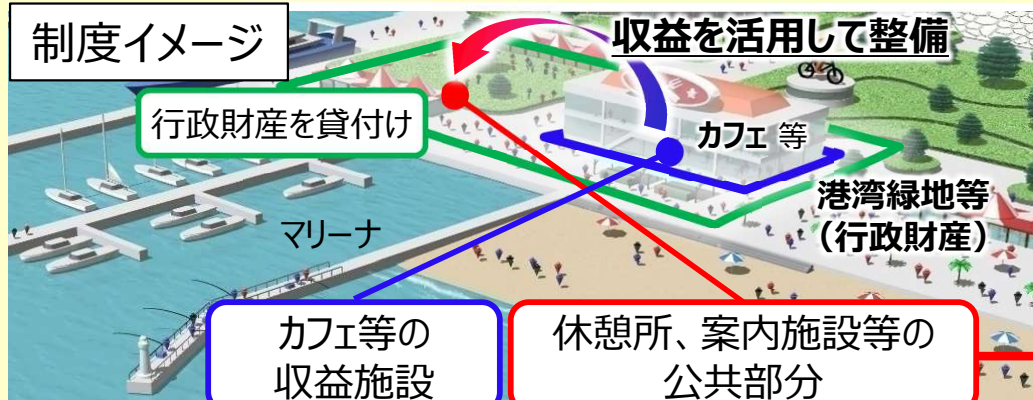 制度イメージ
収益を活用して整備
行政財産を貸付け
カフェ 等
港湾緑地等
（行政財産）
マリーナ
カフェ等の
収益施設
休憩所、案内施設等の
公共部分